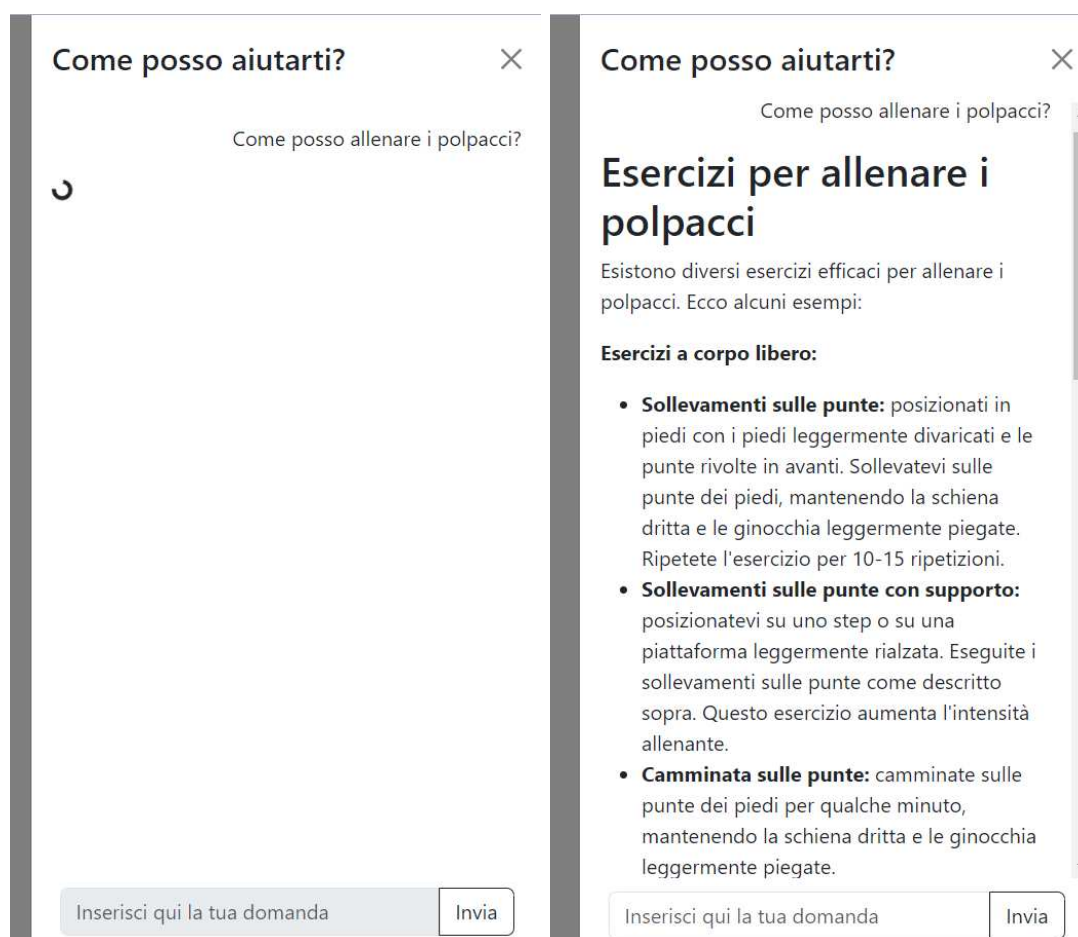 Come posso aiutarti?
Come posso allenare i polpacci?
Inserisci qui la tua domanda
Invia
Come posso aiutarti?
Come posso allenare i polpacci?
Esercizi per allenare i
polpacci
Esistono diversi esercizi efficaci per allenare i
polpacci. Ecco alcuni esempi:
Esercizi a corpo libero:
• Sollevamenti sulle punte: posizionati in
piedi con i piedi leggermente divaricati e le
punte rivolte in avanti. Sollevatevi sulle
punte dei piedi, mantenendo la schiena
dritta e le ginocchia leggermente piegate.
Ripetete l'esercizio per 10-15 ripetizioni.
• Sollevamenti sulle punte con supporto:
posizionatevi su uno step o su una
piattaforma leggermente rialzata. Eseguite i
sollevamenti sulle punte come descritto
sopra. Questo esercizio aumenta l'intensità
allenante.
• Camminata sulle punte: camminate sulle
punte dei piedi per qualche minuto,
mantenendo la schiena dritta e le ginocchia
leggermente piegate.
Inserisci qui la tua domanda
Invia